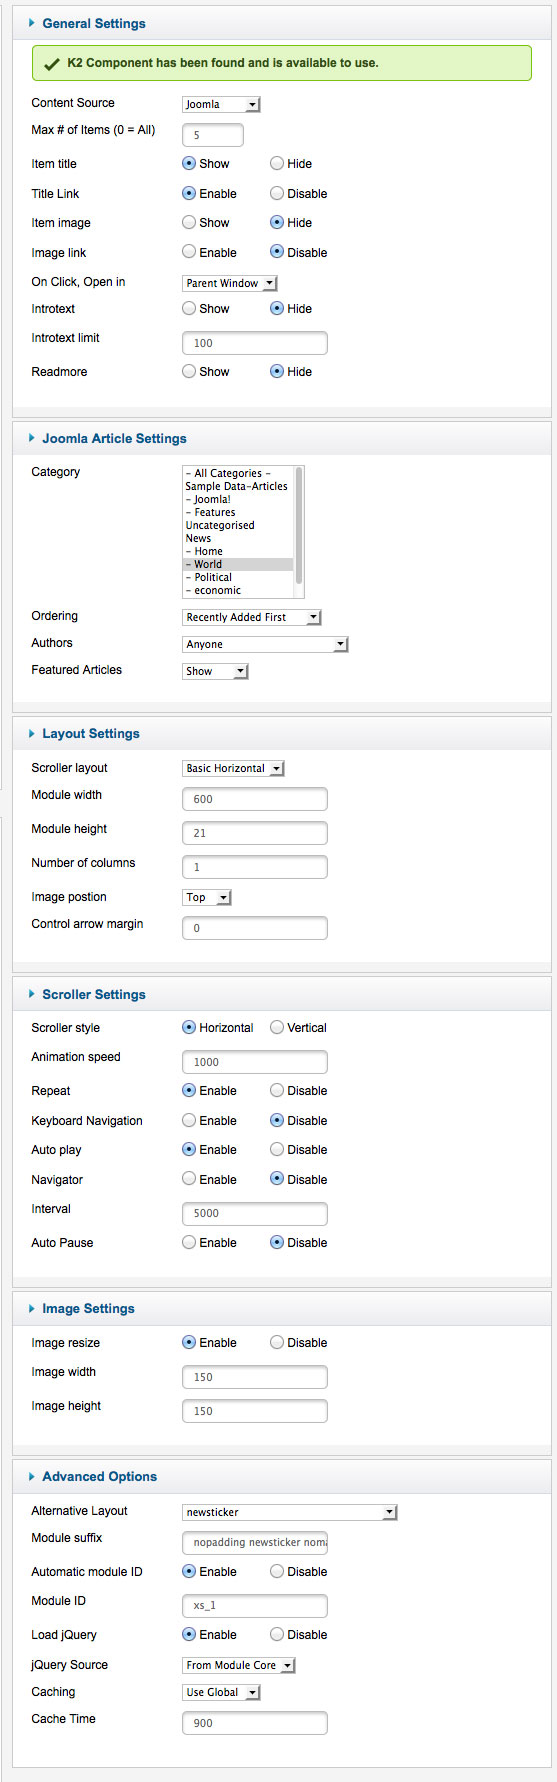 General Settings
K2 Component has been found and is available to use.
Content Source Joomla
Max # of Items (0 = All) 5
Item title Show Hide
Title Link Enable Disable
Item image Show Hide
Image link Enable Disable
On Click, Open in Parent Window
Introtext Show Hide
Introtext limit 100
Readmore Show Hide
Joomla Article Settings
Category
– All Categories –
Sample Data-Articles
– Joomla!
– Features
Uncategorised
News
– Home
– World
– Political
– economic
Ordering Recently Added First
Authors Anyone
Featured Articles Show
Layout Settings
Scroller layout Basic Horizontal
Module width 600
Module height 21
Number of columns 1
Image postion Top
Control arrow margin 0
Scroller Settings
Scroller style Horizontal Vertical
Animation speed 1000
Repeat Enable Disable
Keyboard Navigation Enable Disable
Auto play Enable Disable
Navigator Enable Disable
Interval 5000
Auto Pause Enable Disable
Image Settings
Image resize Enable Disable
Image width 150
Image height 150
Advanced Options
Alternative Layout newsticker
Module suffix nopadding newsticker noma
Automatic module ID Enable Disable
Module ID xs_1
Load jQuery Enable Disable
jQuery Source From Module Core
Caching Use Global
Cache Time 900